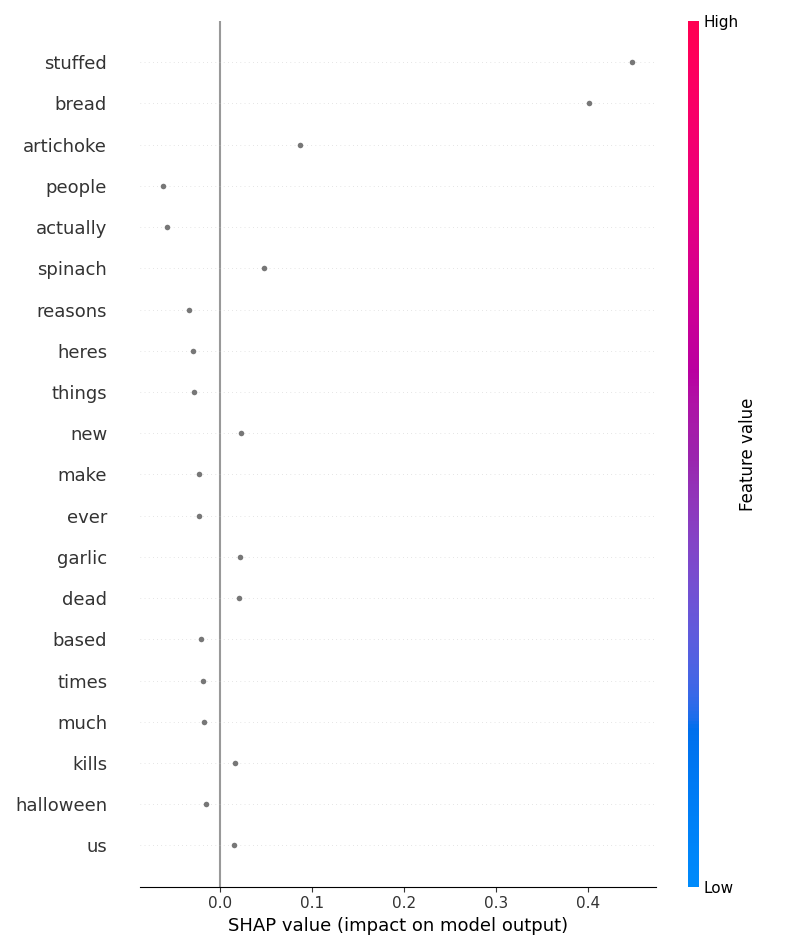 High
stuffed
bread
artichoke
people
actually
spinach
reasons
heres
things
new
make
ever
garlic
dead
based
times
much
kills
halloween
us
Feature value
Low
0.0 0.1 0.2 0.3 0.4
SHAP value (impact on model output)